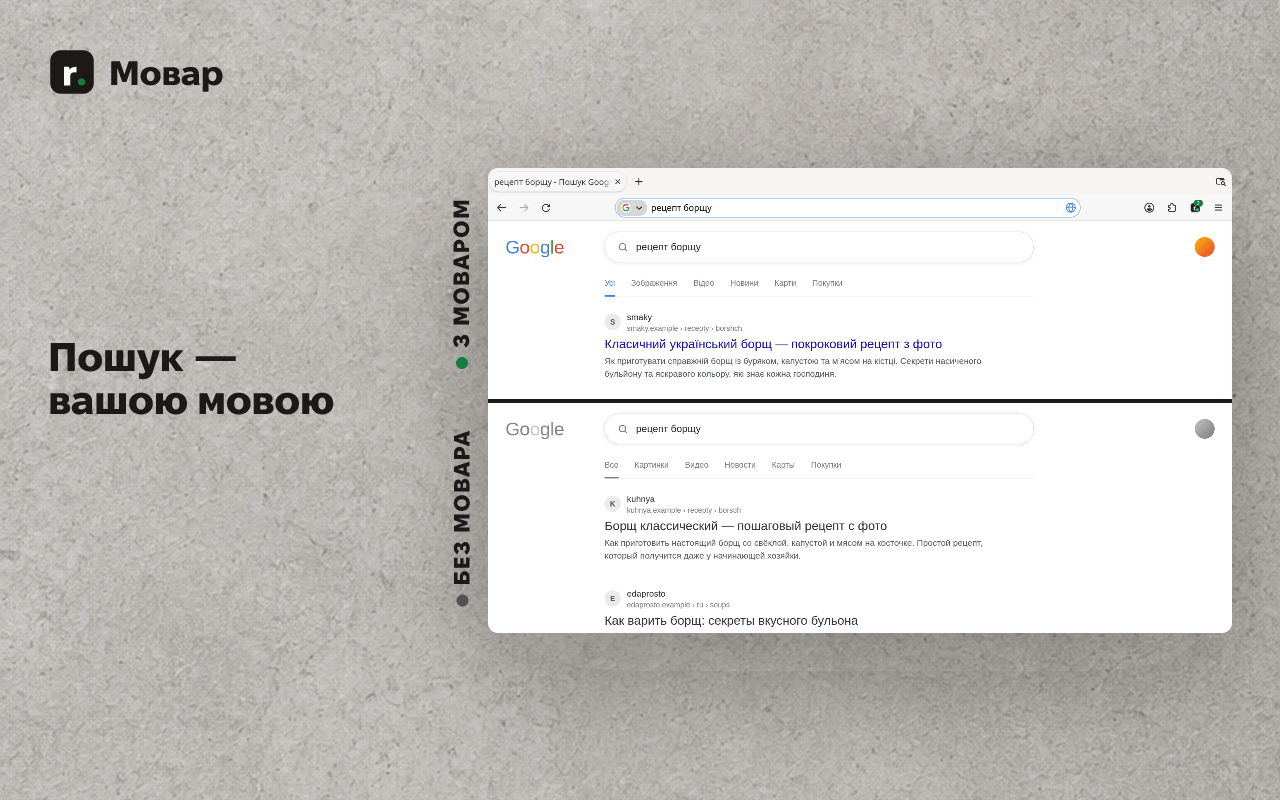 r.
Мовар
Пошук —
вашою мовою
З МОВАРОМ
БЕЗ МОВАРА
рецепт борщу - Пошук Goog
рецепт борщу
Google
рецепт борщу
Усі Зображення Відео Новини Карти Покупки
S
smaky
smaky.example › recepty › borshch
Класичний український борщ — покроковий рецепт з фото
Як приготувати справжній борщ із буряком, капустою та м'ясом на кістці. Секрети насиченого
бульйону та яскравого кольору, які знає кожна господиня.
Google
рецепт борщу
Все Картинки Видео Новости Карты Покупки
K
kuhnya
kuhnya.example › recepty › borsch
Борщ классический — пошаговый рецепт с фото
Как приготовить настоящий борщ со свёклой, капустой и мясом на косточке. Простой рецепт,
который получится даже у начинающей хозяйки.
E
edaprosto
edaprosto.example › ru › soups
Как варить борщ: секреты вкусного бульона